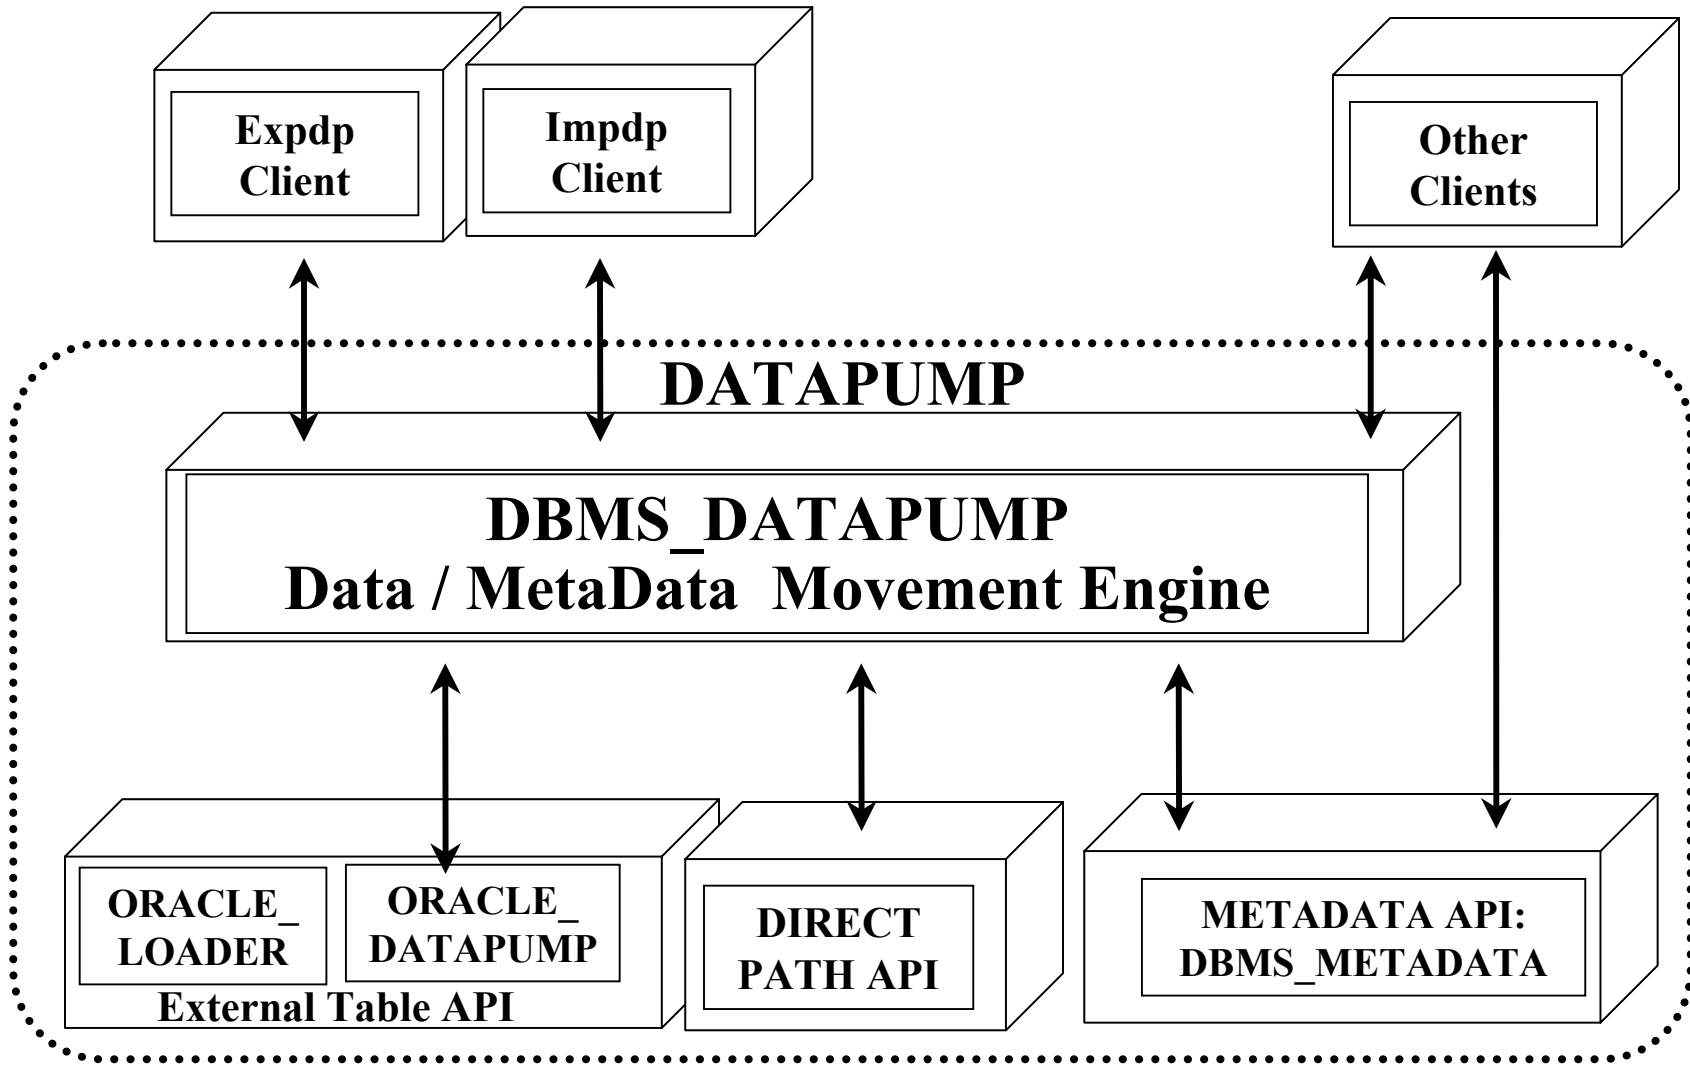 Expdp
Client
Impdp
Client
Other
Clients
DATAPUMP
DBMS_DATAPUMP
Data / MetaData Movement Engine
ORACLE_
LOADER
ORACLE_
DATAPUMP
External Table API
DIRECT
PATH API
METADATA API:
DBMS_METADATA